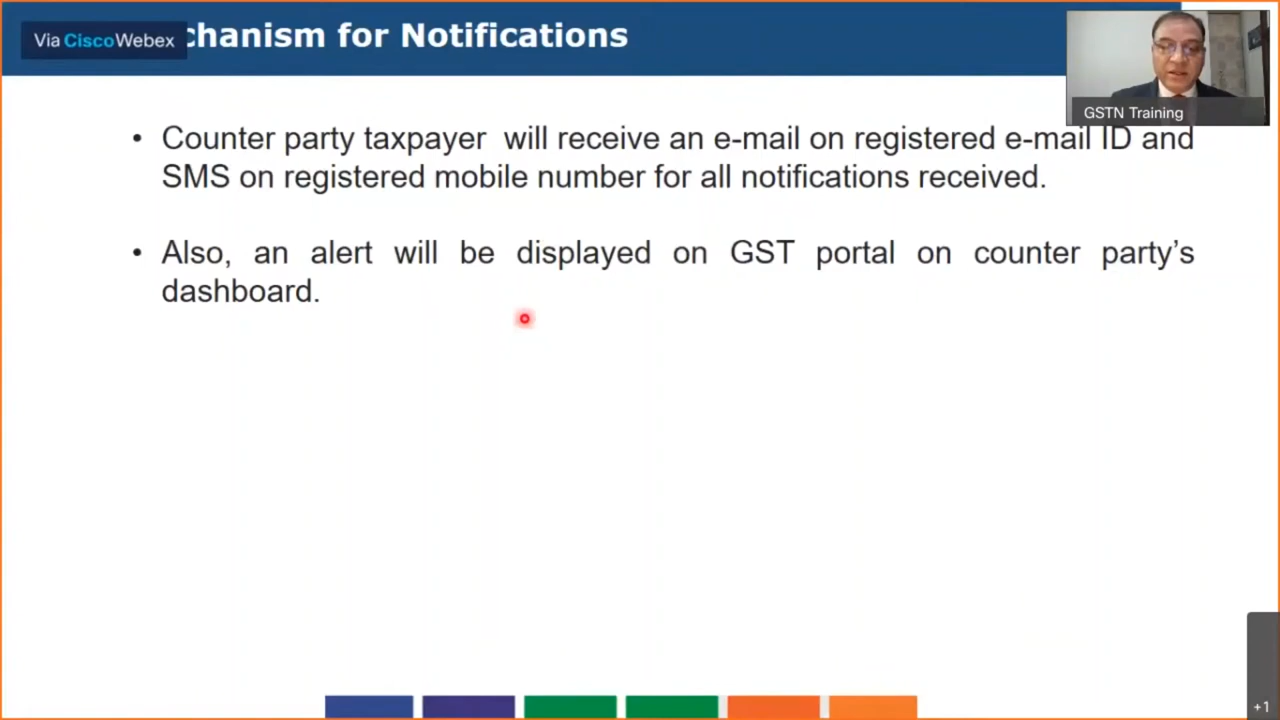 Via CiscoWebex
chanism for Notifications
GSTN Training
• Counter party taxpayer will receive an e-mail on registered e-mail ID and
SMS on registered mobile number for all notifications received.
• Also, an alert will be displayed on GST portal on counter party’s
dashboard.
+1